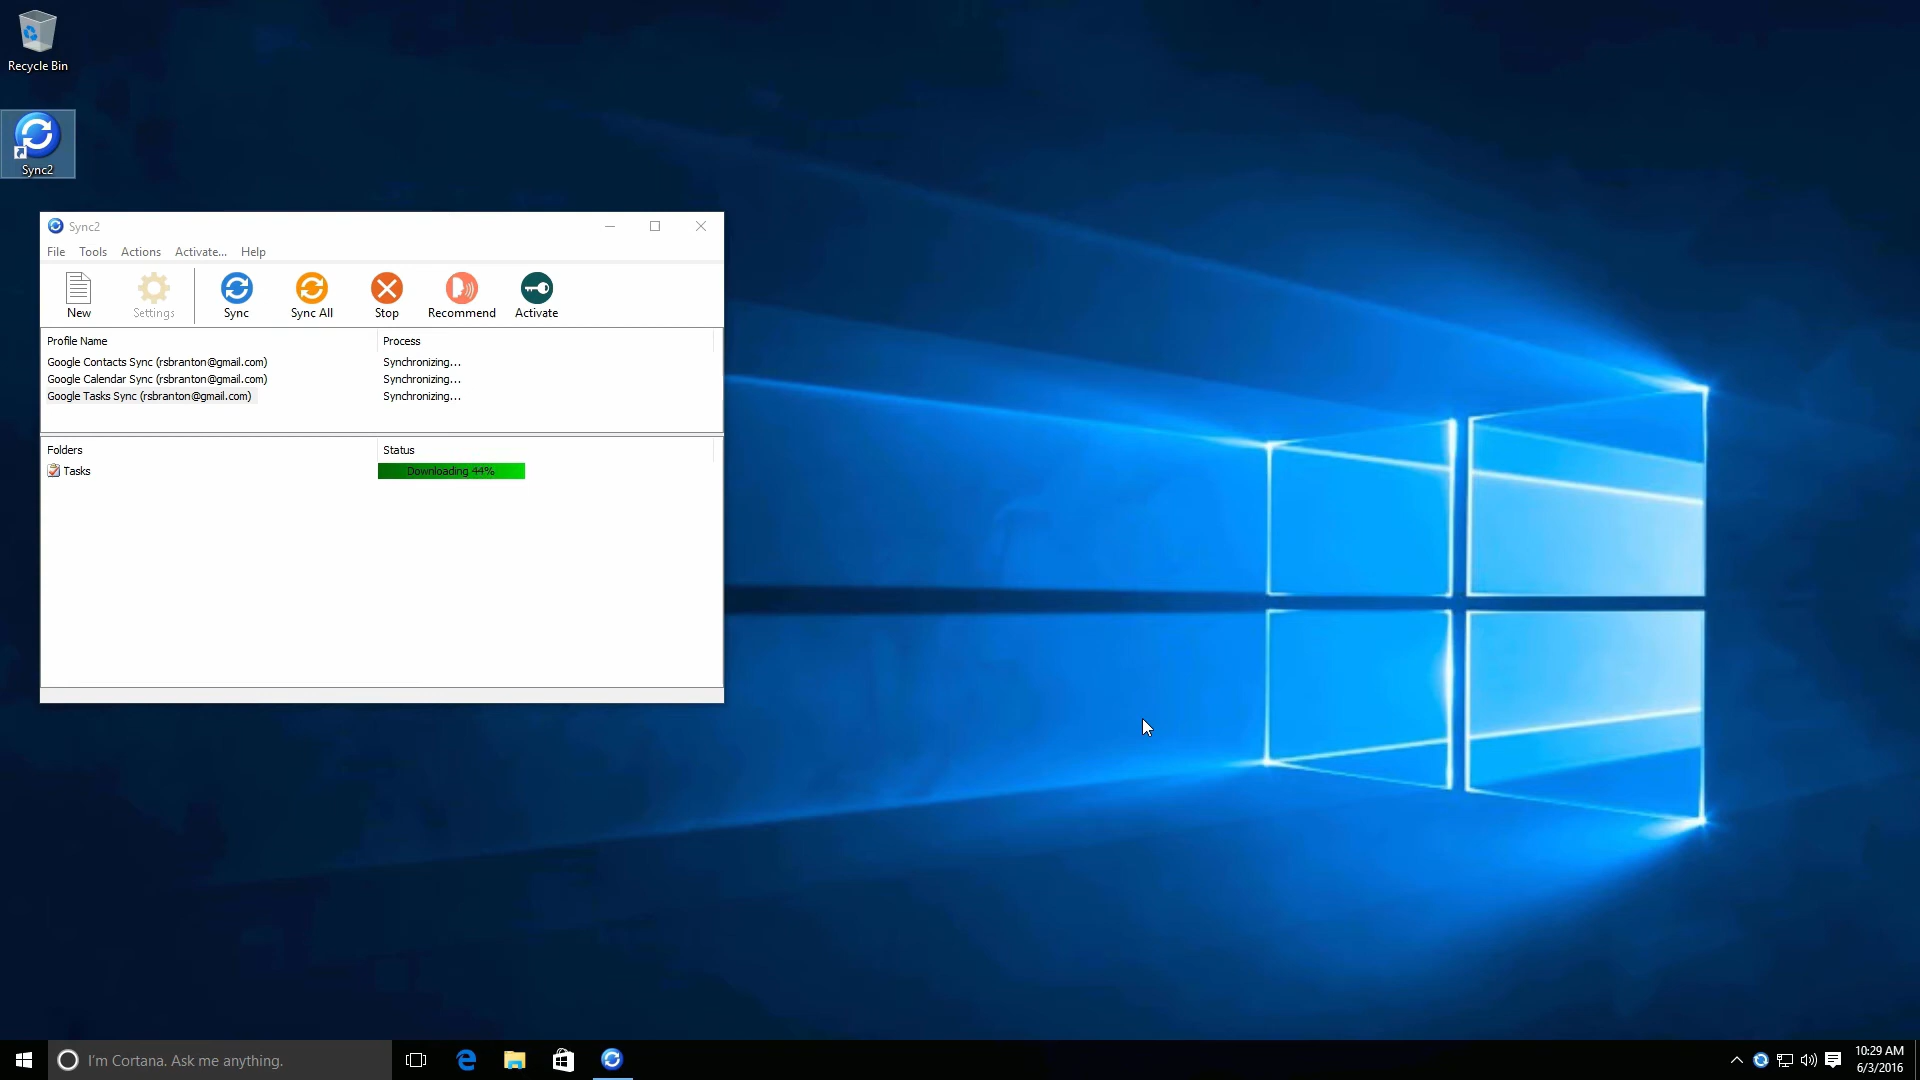 Recycle Bin
Sync2
Sync2
File Tools Actions Activate... Help
New Settings Sync Sync All Stop Recommend Activate
Profile Name Process
Google Contacts Sync (rsbranton@gmail.com) Synchronizing...
Google Calendar Sync (rsbranton@gmail.com) Synchronizing...
Google Tasks Sync (rsbranton@gmail.com) Synchronizing...
Folders Status
Tasks Downloading 44%
I'm Cortana. Ask me anything.
10:29 AM
6/3/2016